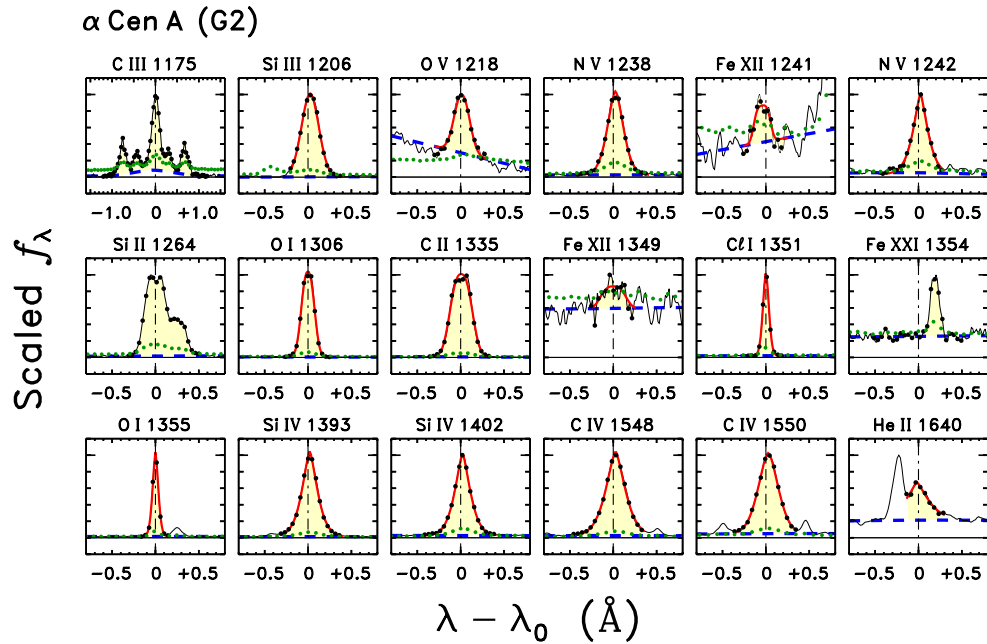 α Cen A (G2)
C III 1175 Si III 1206 O V 1218 N V 1238 Fe XII 1241 N V 1242
−1.0 0 +1.0 −0.5 0 +0.5 −0.5 0 +0.5 −0.5 0 +0.5 −0.5 0 +0.5 −0.5 0 +0.5
Si II 1264 O I 1306 C II 1335 Fe XII 1349 Cℓ I 1351 Fe XXI 1354
−0.5 0 +0.5 −0.5 0 +0.5 −0.5 0 +0.5 −0.5 0 +0.5 −0.5 0 +0.5 −0.5 0 +0.5
O I 1355 Si IV 1393 Si IV 1402 C IV 1548 C IV 1550 He II 1640
−0.5 0 +0.5 −0.5 0 +0.5 −0.5 0 +0.5 −0.5 0 +0.5 −0.5 0 +0.5 −0.5 0 +0.5
Scaled f_λ
λ − λ₀ (Å)